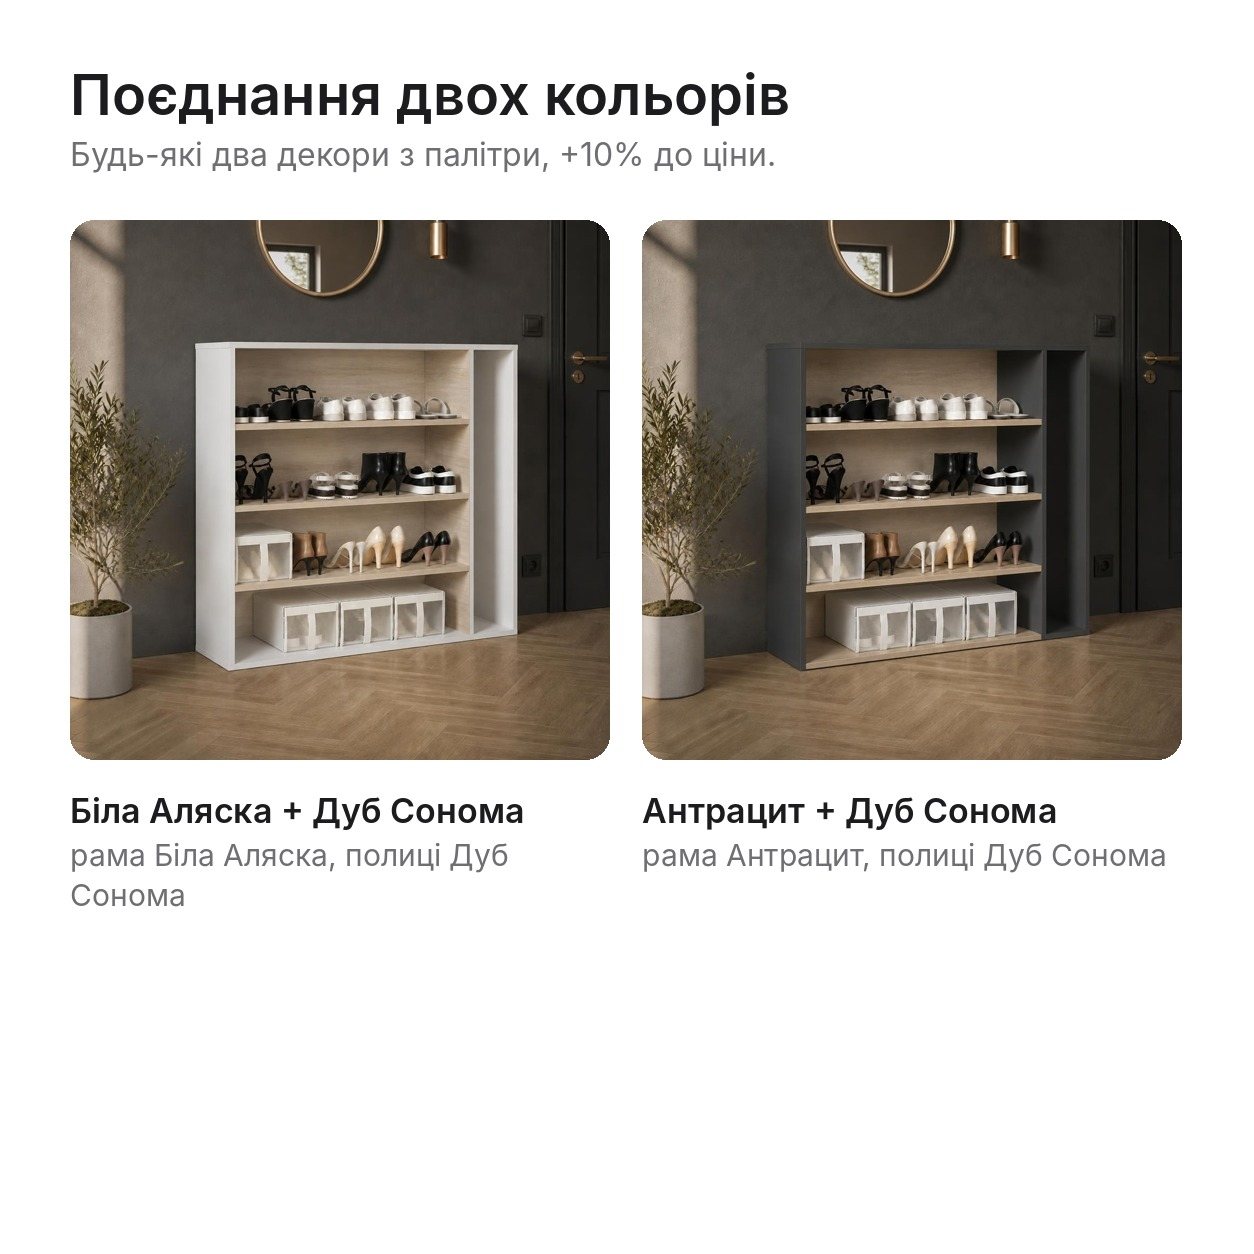 Поєднання двох кольорів
Будь-які два декори з палітри, +10% до ціни.
Біла Аляска + Дуб Сонома
рама Біла Аляска, полиці Дуб
Сонома
Антрацит + Дуб Сонома
рама Антрацит, полиці Дуб Сонома